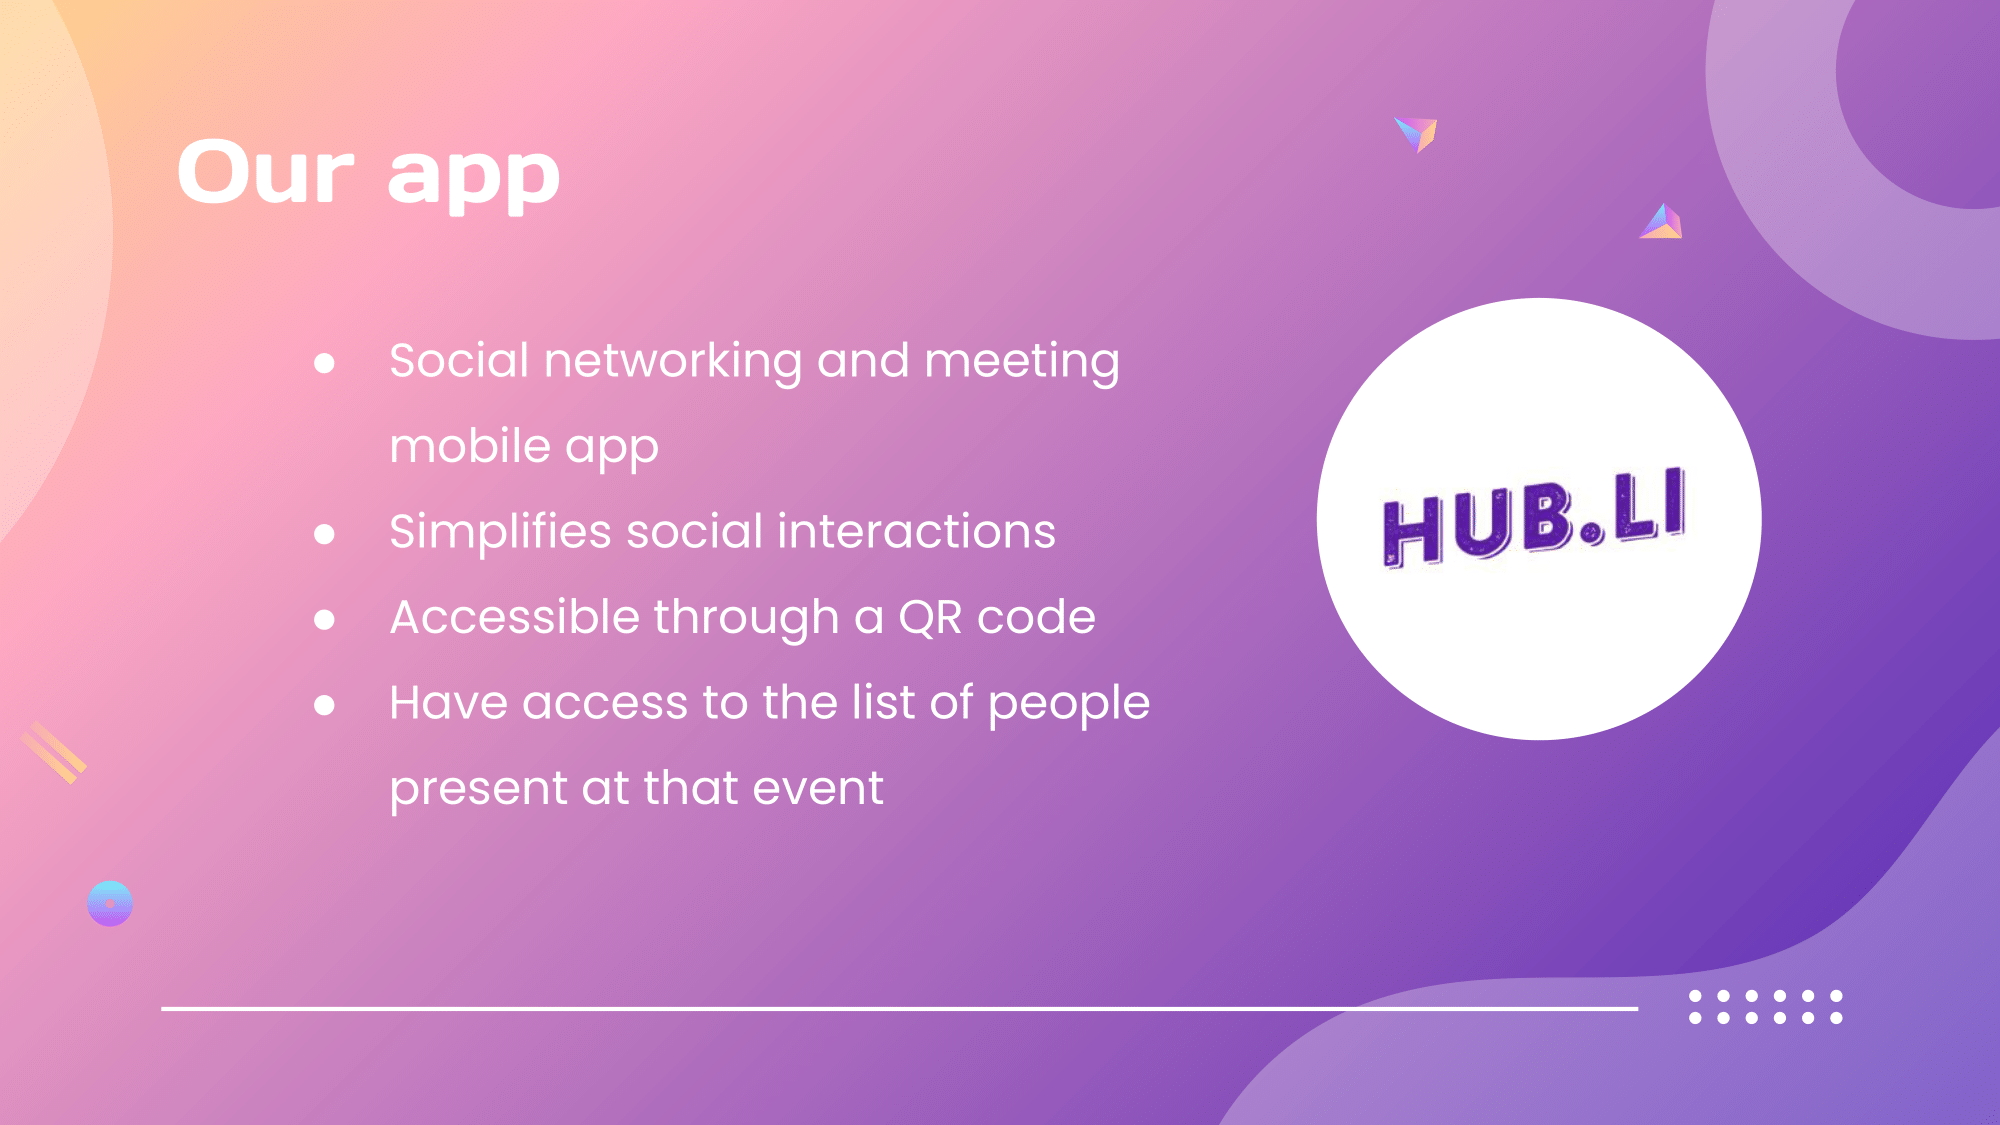 Our app
● Social networking and meeting
mobile app
● Simplifies social interactions
● Accessible through a QR code
● Have access to the list of people
present at that event
HUB.LI